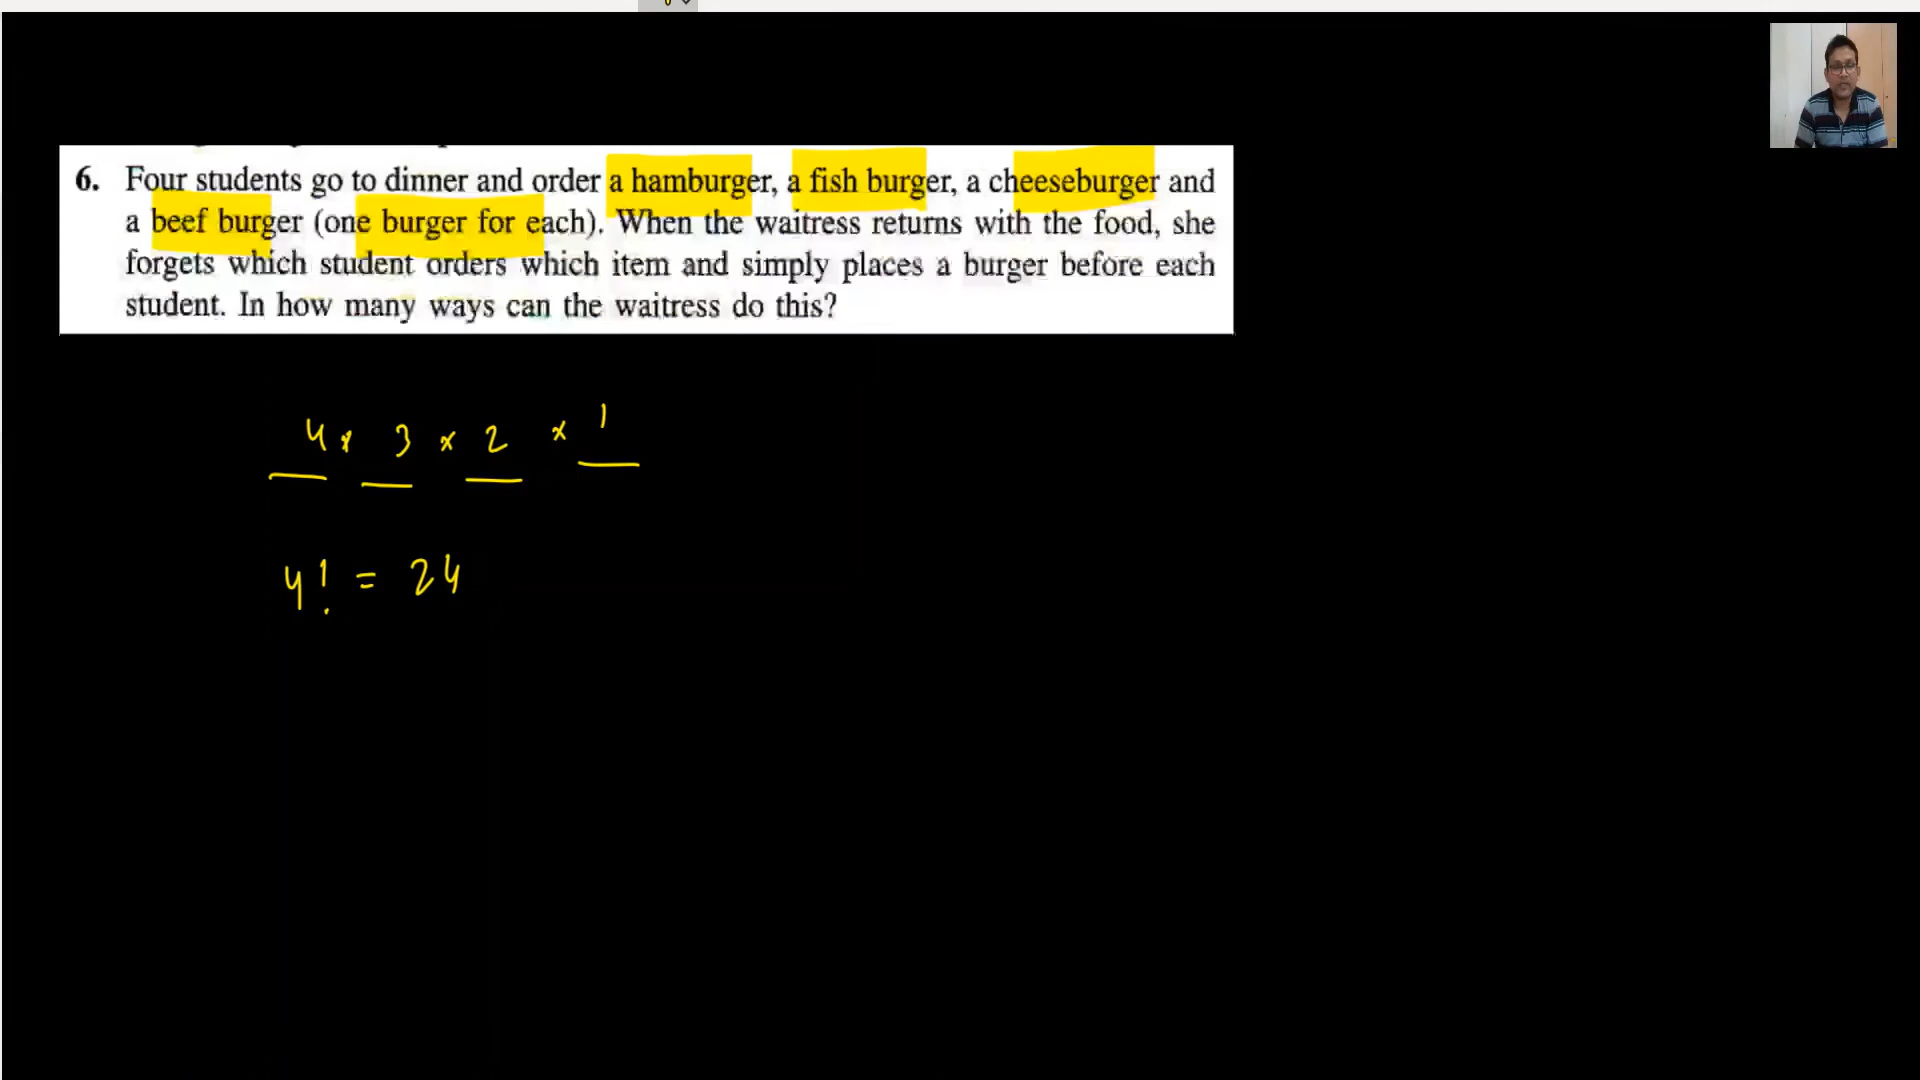 6. Four students go to dinner and order a hamburger, a fish burger, a cheeseburger and
a beef burger (one burger for each). When the waitress returns with the food, she
forgets which student orders which item and simply places a burger before each
student. In how many ways can the waitress do this?
4 × 3 × 2 × 1
4! = 24